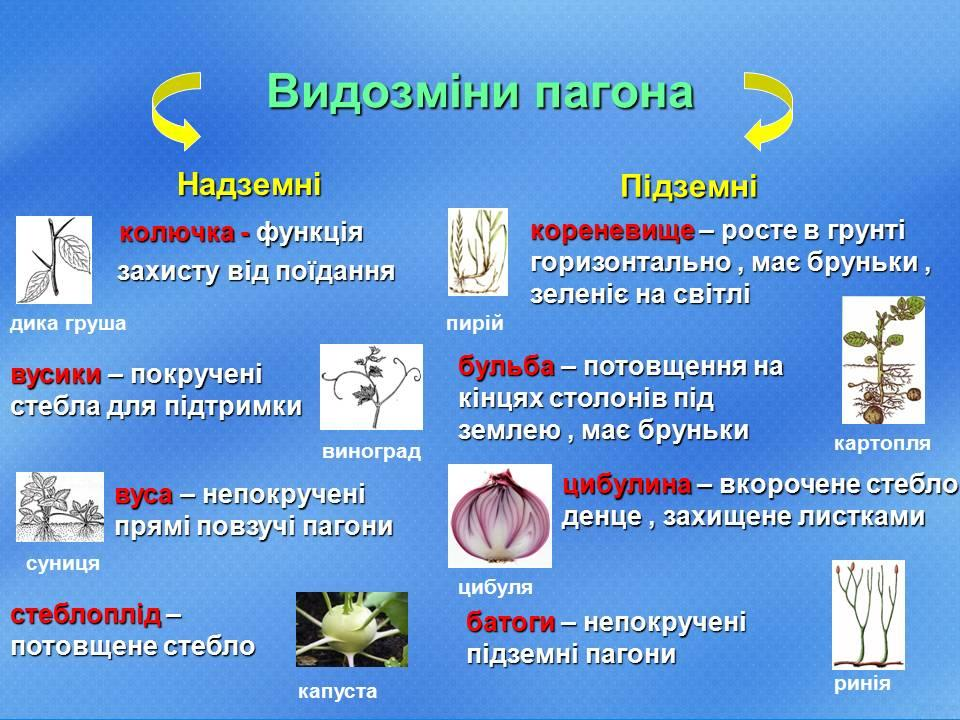 Видозміни пагона
Надземні
колючка - функція
захисту від поїдання
дика груша
вусики – покручені
стебла для підтримки
виноград
вуса – непокручені
прямі повзучі пагони
суниця
стеблоплід –
потовщене стебло
капуста
Підземні
кореневище – росте в грунті
горизонтально , має бруньки ,
зеленіє на світлі
пирій
бульба – потовщення на
кінцях столонів під
землею , має бруньки
картопля
цибулина – вкорочене стебло
денце , захищене листками
цибуля
батоги – непокручені
підземні пагони
ринія